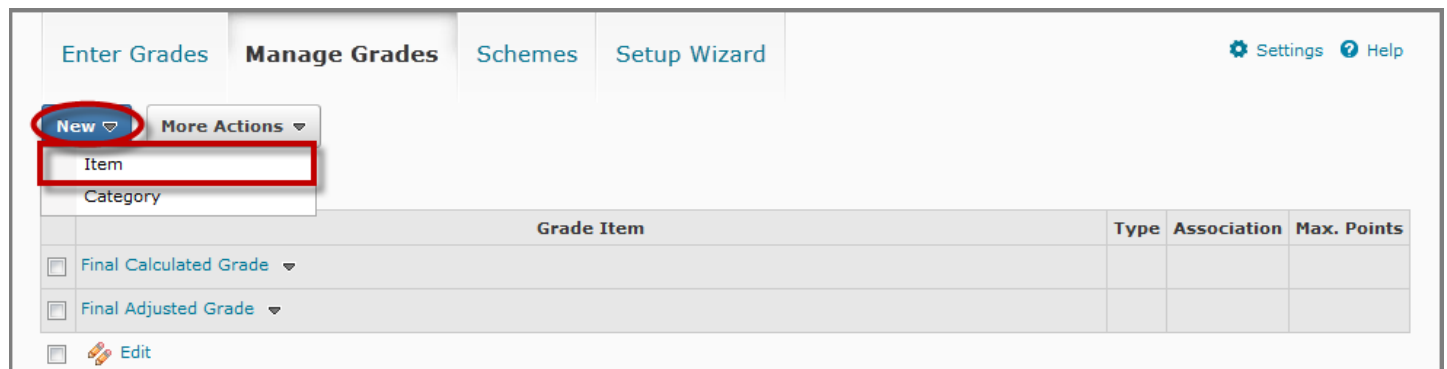 Enter Grades Manage Grades Schemes Setup Wizard Settings Help
New More Actions
Item
Category
Grade Item Type Association Max. Points
Final Calculated Grade
Final Adjusted Grade
Edit